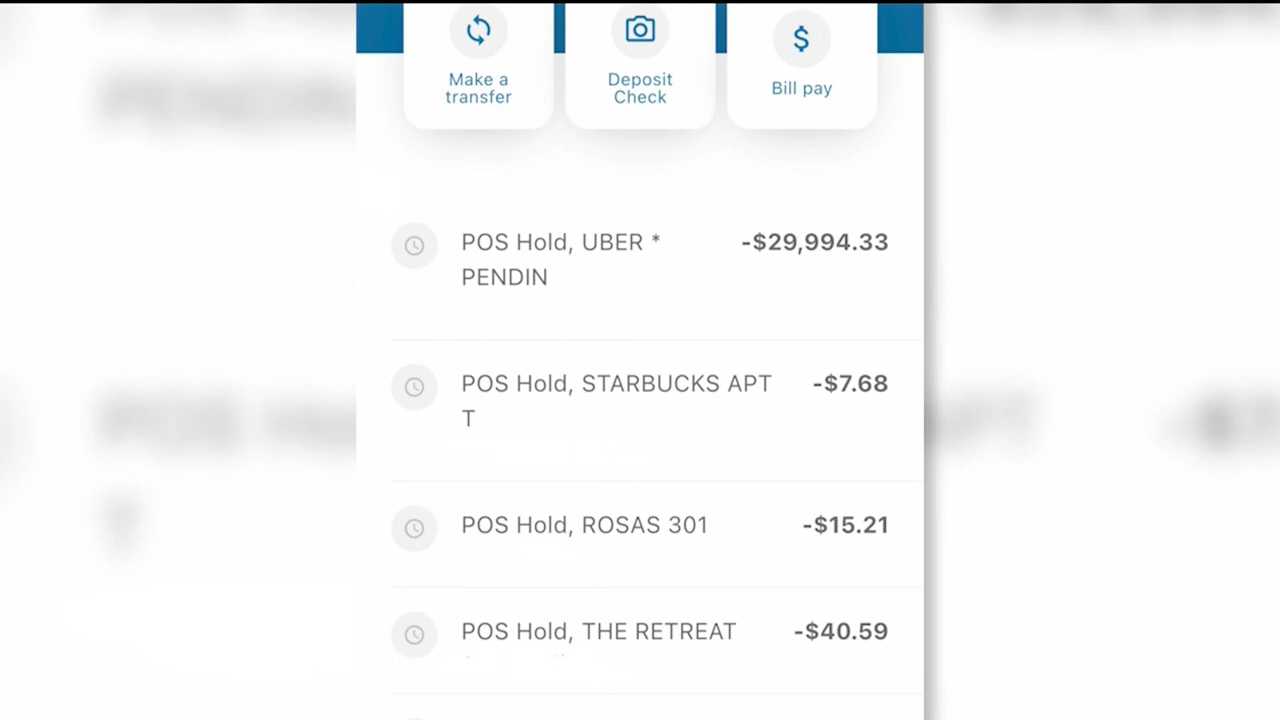 Make a
transfer
Deposit
Check
Bill pay
POS Hold, UBER * -$29,994.33
PENDIN
POS Hold, STARBUCKS APT -$7.68
T
POS Hold, ROSAS 301 -$15.21
POS Hold, THE RETREAT -$40.59